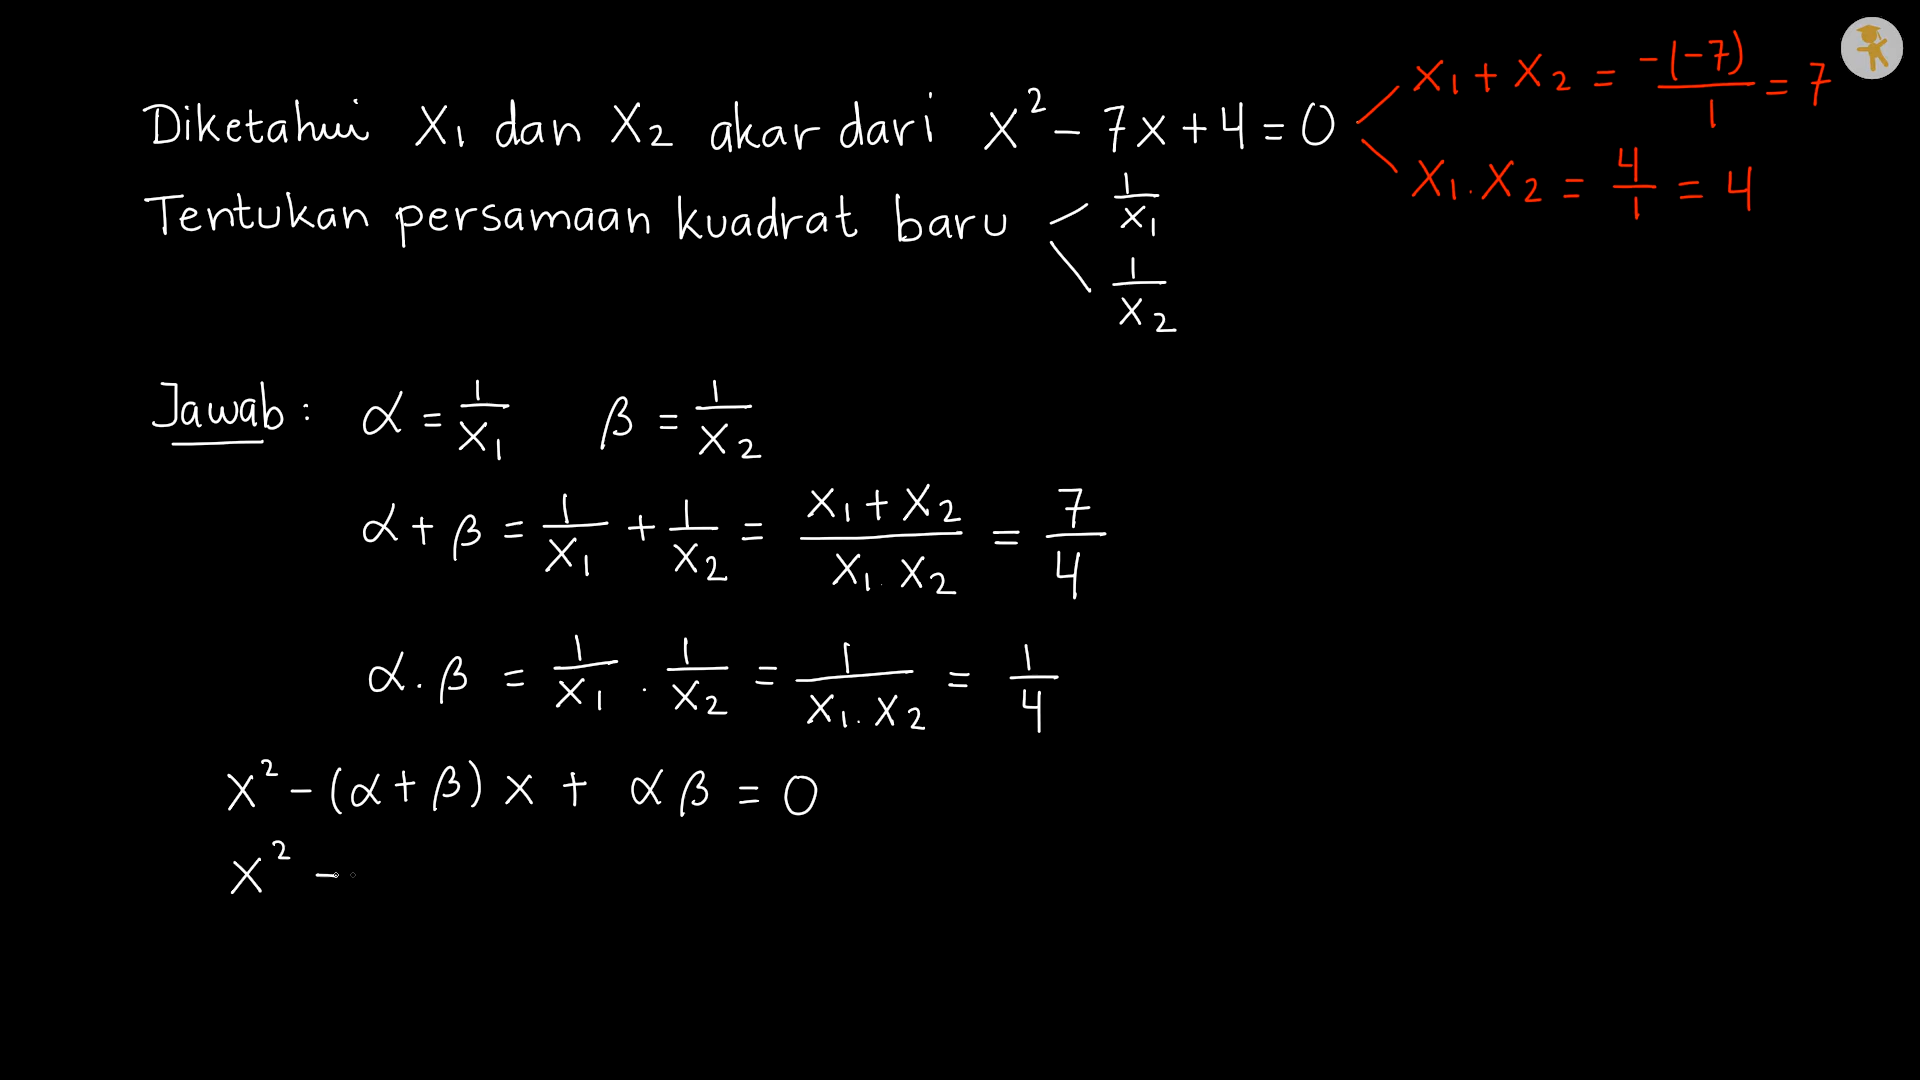 Diketahui X₁ dan X₂ akar dari X² - 7x + 4 = 0
X₁ + X₂ = -(-7)/1 = 7
X₁ . X₂ = 4/1 = 4
Tentukan persamaan kuadrat baru
1/X₁
1/X₂
Jawab : α = 1/X₁ β = 1/X₂
α + β = 1/X₁ + 1/X₂ = X₁ + X₂ / X₁ . X₂ = 7/4
α . β = 1/X₁ . 1/X₂ = 1 / X₁ . X₂ = 1/4
X² - (α + β) x + α β = 0
X² -